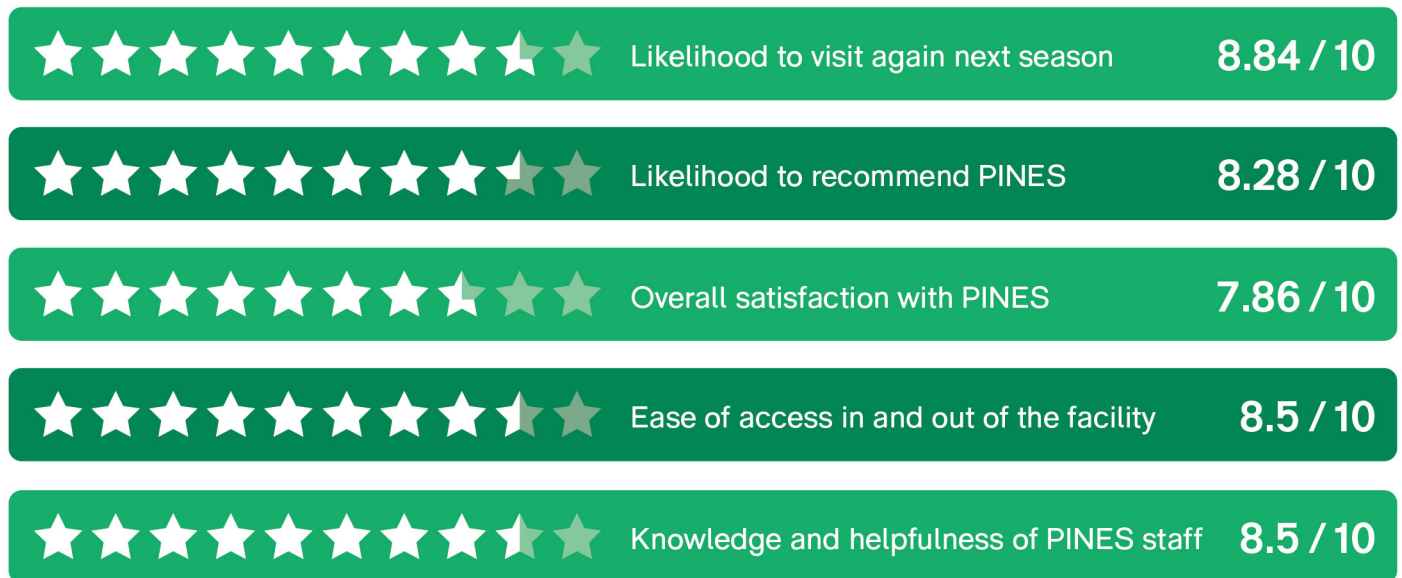 Likelihood to visit again next season 8.84 / 10
Likelihood to recommend PINES 8.28 / 10
Overall satisfaction with PINES 7.86 / 10
Ease of access in and out of the facility 8.5 / 10
Knowledge and helpfulness of PINES staff 8.5 / 10